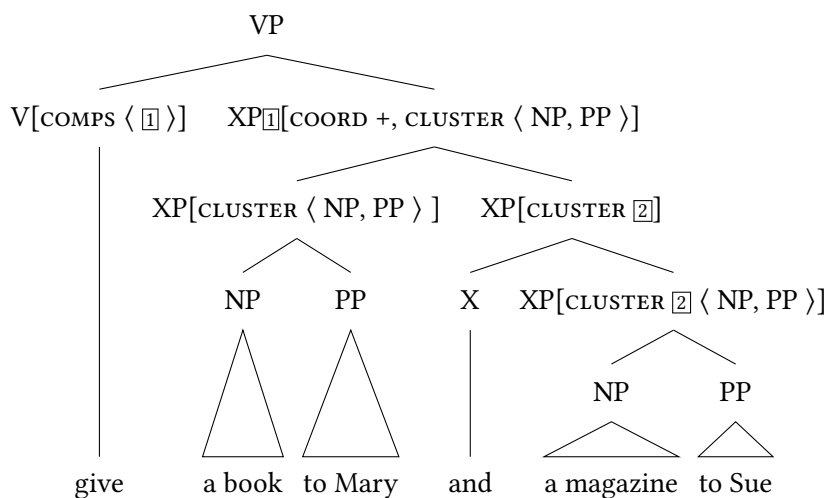 VP
V[COMPS ⟨ 1 ⟩] XP1[COORD +, CLUSTER ⟨ NP, PP ⟩]
XP[CLUSTER ⟨ NP, PP ⟩ ] XP[CLUSTER 2]
NP PP X XP[CLUSTER 2 ⟨ NP, PP ⟩]
NP PP
give a book to Mary and a magazine to Sue